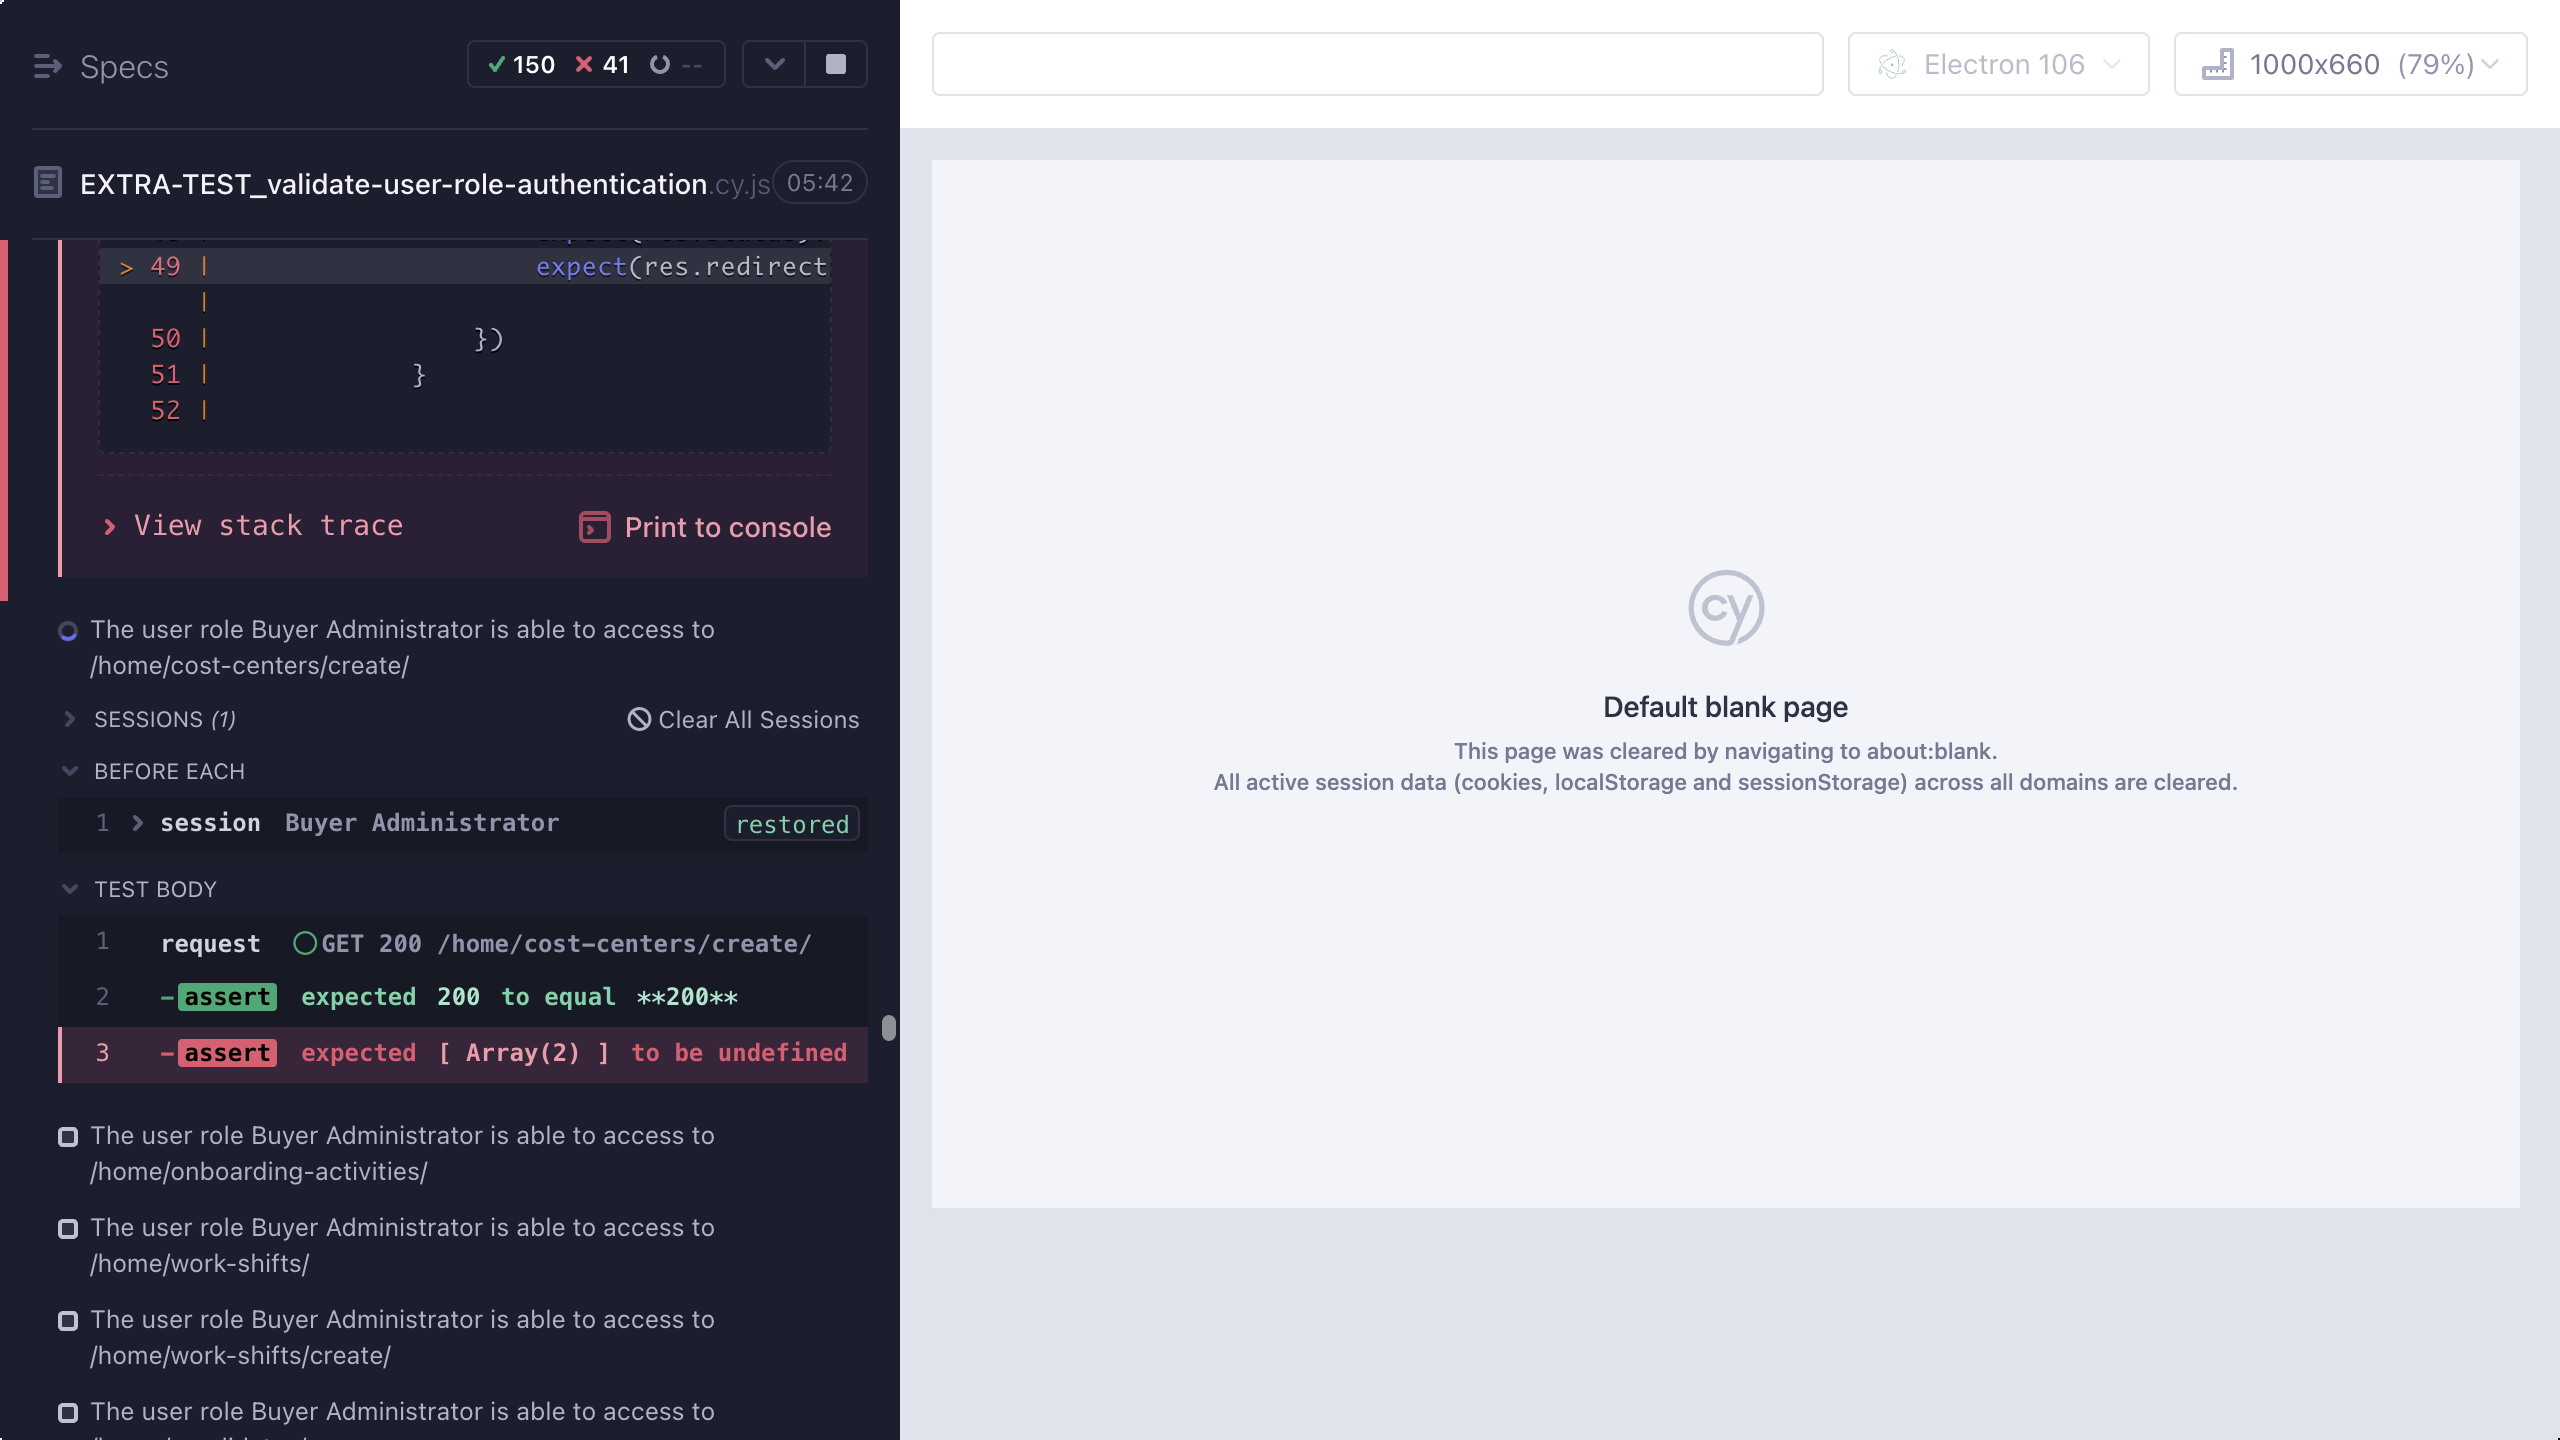 Specs
150 41 --
EXTRA-TEST_validate-user-role-authentication.cy.js 05:42
> 49 | expect(res.redirect
|
50 | })
51 | }
52 |
View stack trace
Print to console
The user role Buyer Administrator is able to access to
/home/cost-centers/create/
SESSIONS (1)
Clear All Sessions
BEFORE EACH
1 session Buyer Administrator restored
TEST BODY
1 request GET 200 /home/cost-centers/create/
2 -assert expected 200 to equal **200**
3 -assert expected [ Array(2) ] to be undefined
The user role Buyer Administrator is able to access to
/home/onboarding-activities/
The user role Buyer Administrator is able to access to
/home/work-shifts/
The user role Buyer Administrator is able to access to
/home/work-shifts/create/
The user role Buyer Administrator is able to access to
Electron 106
1000x660 (79%)
cy
Default blank page
This page was cleared by navigating to about:blank.
All active session data (cookies, localStorage and sessionStorage) across all domains are cleared.